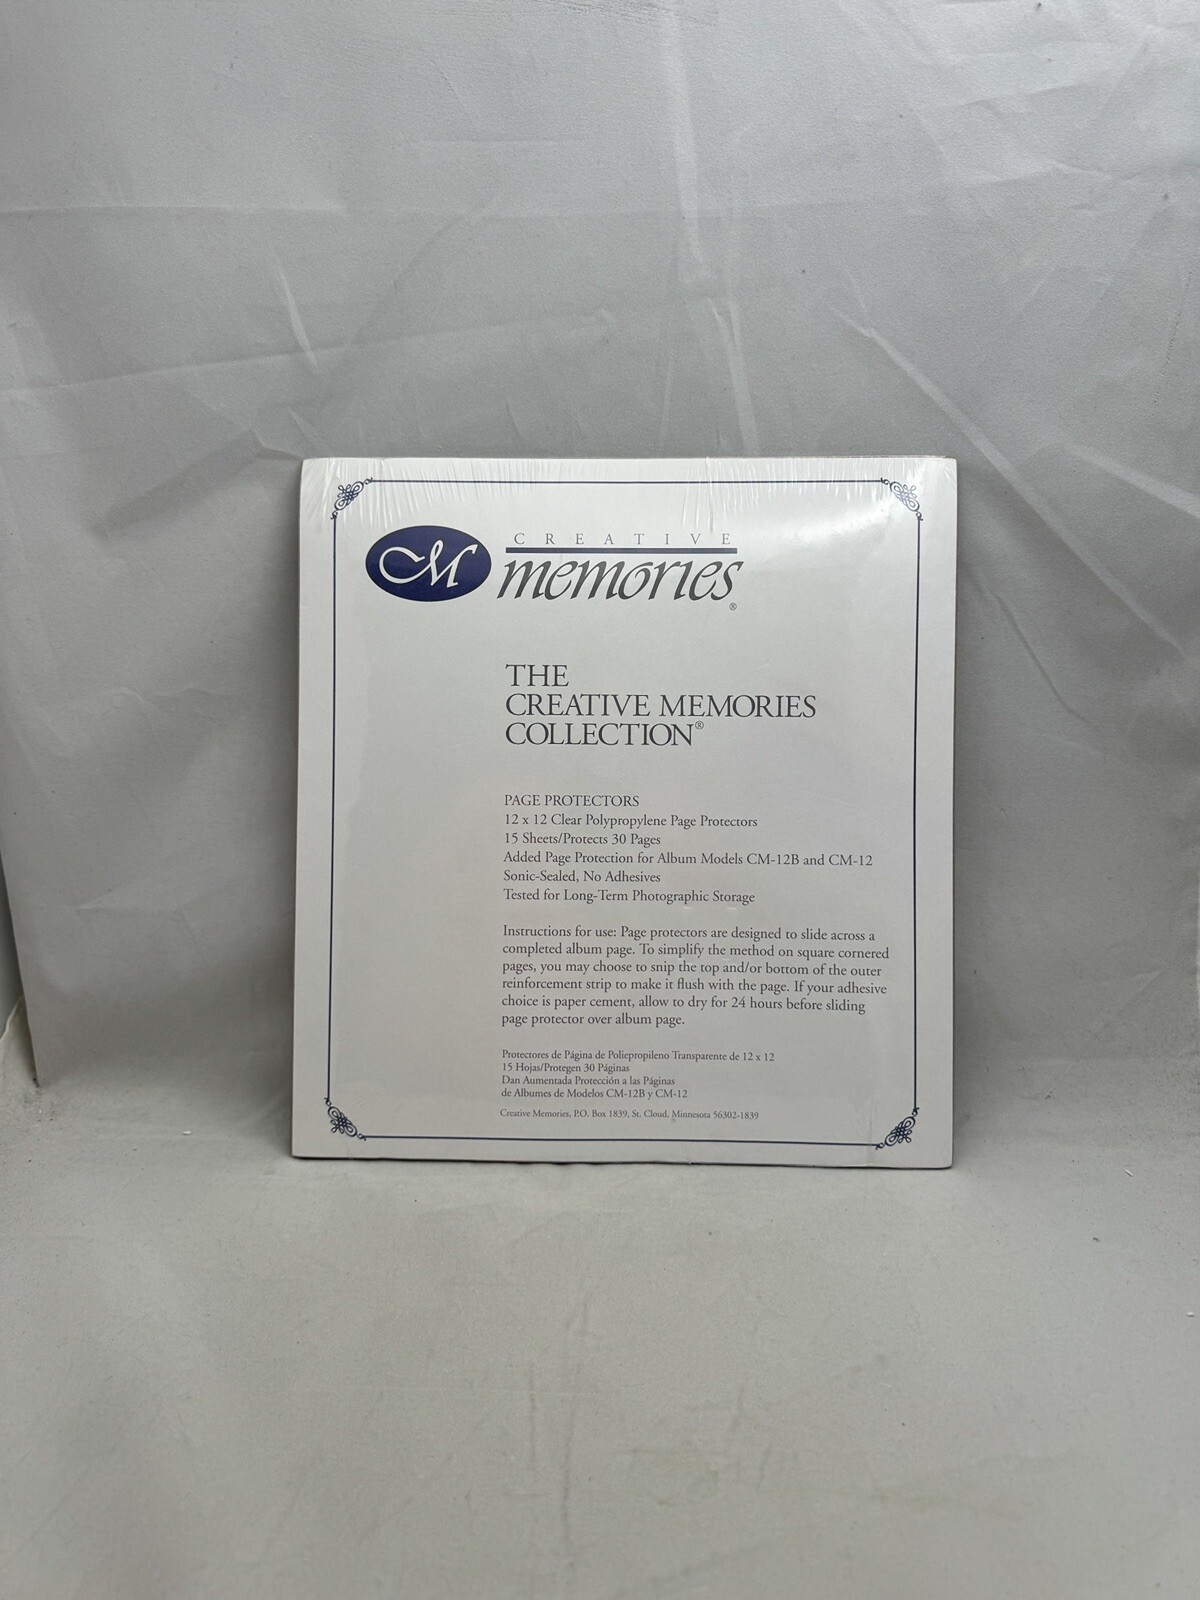 M
CREATIVE
memories®
THE
CREATIVE MEMORIES
COLLECTION®
PAGE PROTECTORS
12 x 12 Clear Polypropylene Page Protectors
15 Sheets/Protects 30 Pages
Added Page Protection for Album Models CM-12B and CM-12
Sonic-Sealed, No Adhesives
Tested for Long-Term Photographic Storage
Instructions for use: Page protectors are designed to slide across a
completed album page. To simplify the method on square cornered
pages, you may choose to snip the top and/or bottom of the outer
reinforcement strip to make it flush with the page. If your adhesive
choice is paper cement, allow to dry for 24 hours before sliding
page protector over album page.
Protectores de Página de Poliepropileno Transparente de 12 x 12
15 Hojas/Protegen 30 Páginas
Dan Aumentada Protección a las Páginas
de Albumes de Modelos CM-12B y CM-12
Creative Memories, P.O. Box 1839, St. Cloud, Minnesota 56302-1839